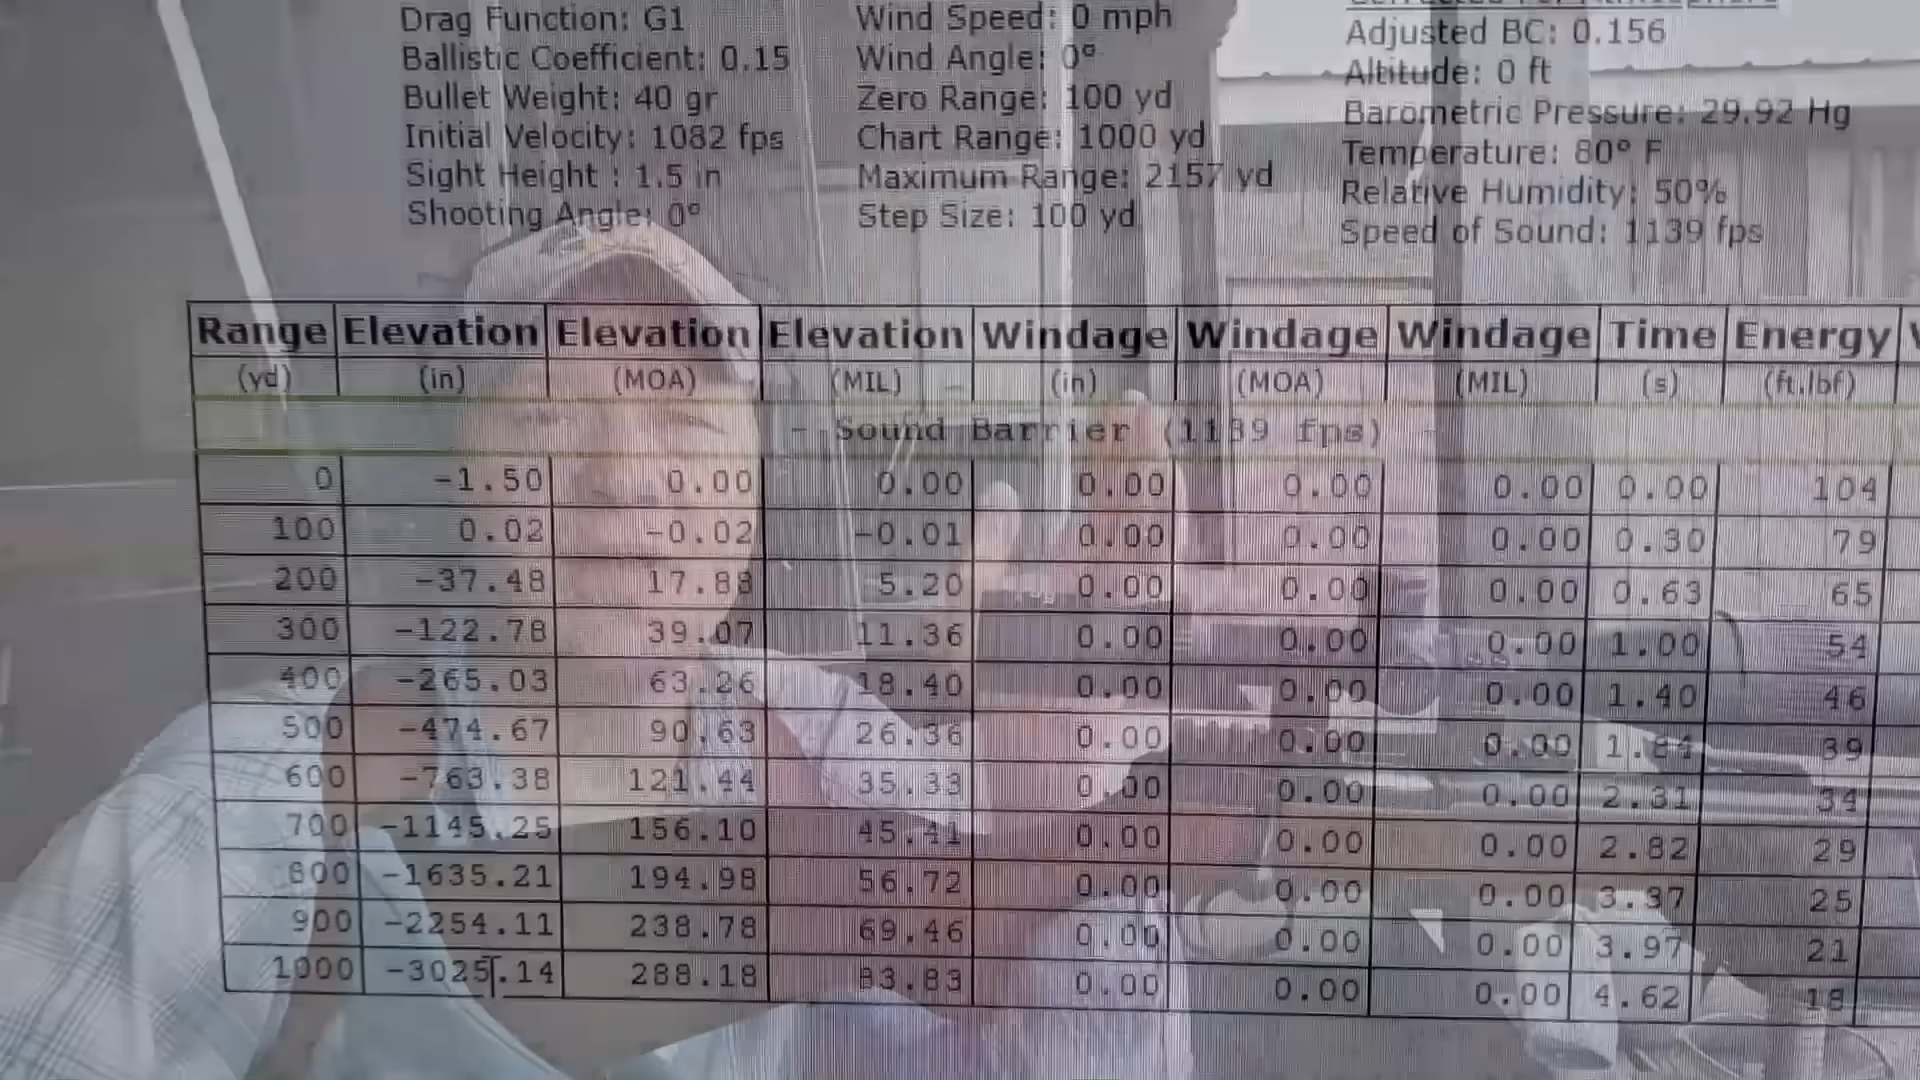 Drag Function: G1 Wind Speed: 0 mph
Adjusted BC: 0.156
Ballistic Coefficient: 0.15 Wind Angle: 0º Altitude: 0 ft
Bullet Weight: 40 gr Zero Range: 100 yd Barometric Pressure: 29.92 Hg
Initial Velocity: 1082 fps Chart Range: 1000 yd Temperature: 80º F
Sight Height : 1.5 in Maximum Range: 2157 yd Relative Humidity: 50%
Shooting Angle: 0º Step Size: 100 yd Speed of Sound: 1139 fps
Range Elevation Elevation Elevation Windage Windage Windage Time Energy
(yd) (in) (MOA) (MIL) (in) (MOA) (MIL) (s) (ft.lbf)
- Sound Barrier (1139 fps)
0 -1.50 0.00 0.00 0.00 0.00 0.00 0.00 104
100 0.02 -0.02 -0.01 0.00 0.00 0.00 0.30 79
200 -37.48 17.88 5.20 0.00 0.00 0.00 0.63 65
300 -122.78 39.07 11.36 0.00 0.00 0.00 1.00 54
400 -265.03 63.26 18.40 0.00 0.00 0.00 1.40 46
500 -474.67 90.63 26.36 0.00 0.00 0.00 1.84 39
600 -763.38 121.44 35.33 0.00 0.00 0.00 2.31 34
700 -1145.25 156.10 45.41 0.00 0.00 0.00 2.82 29
800 -1635.21 194.98 56.72 0.00 0.00 0.00 3.37 25
900 -2254.11 238.78 69.46 0.00 0.00 0.00 3.97 21
1000 -3025.14 288.18 83.83 0.00 0.00 0.00 4.62 18